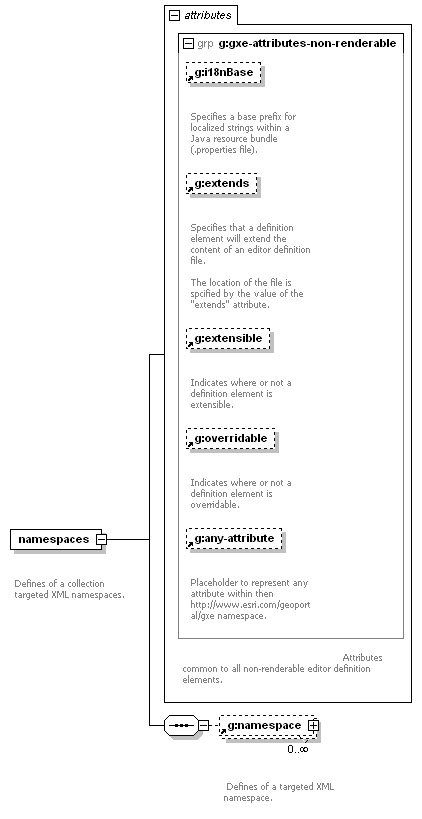 attributes
grp g:gxe-attributes-non-renderable
g:i18nBase
Specifies a base prefix for
localized strings within a
Java resource bundle
(.properties file).
g:extends
Specifies that a definition
element will extend the
content of an editor definition
file.
The location of the file is
spcified by the value of the
"extends" attribute.
g:extensible
Indicates where or not a
definition element is
extensible.
g:overridable
Indicates where or not a
definition element is
overridable.
namespaces
Defines of a collection
targeted XML namespaces.
g:any-attribute
Placeholder to represent any
attribute within then
http://www.esri.com/geoport
al/gxe namespace.
Attributes
common to all non-renderable editor definition
elements.
g:namespace
0..∞
Defines of a targeted XML
namespace.